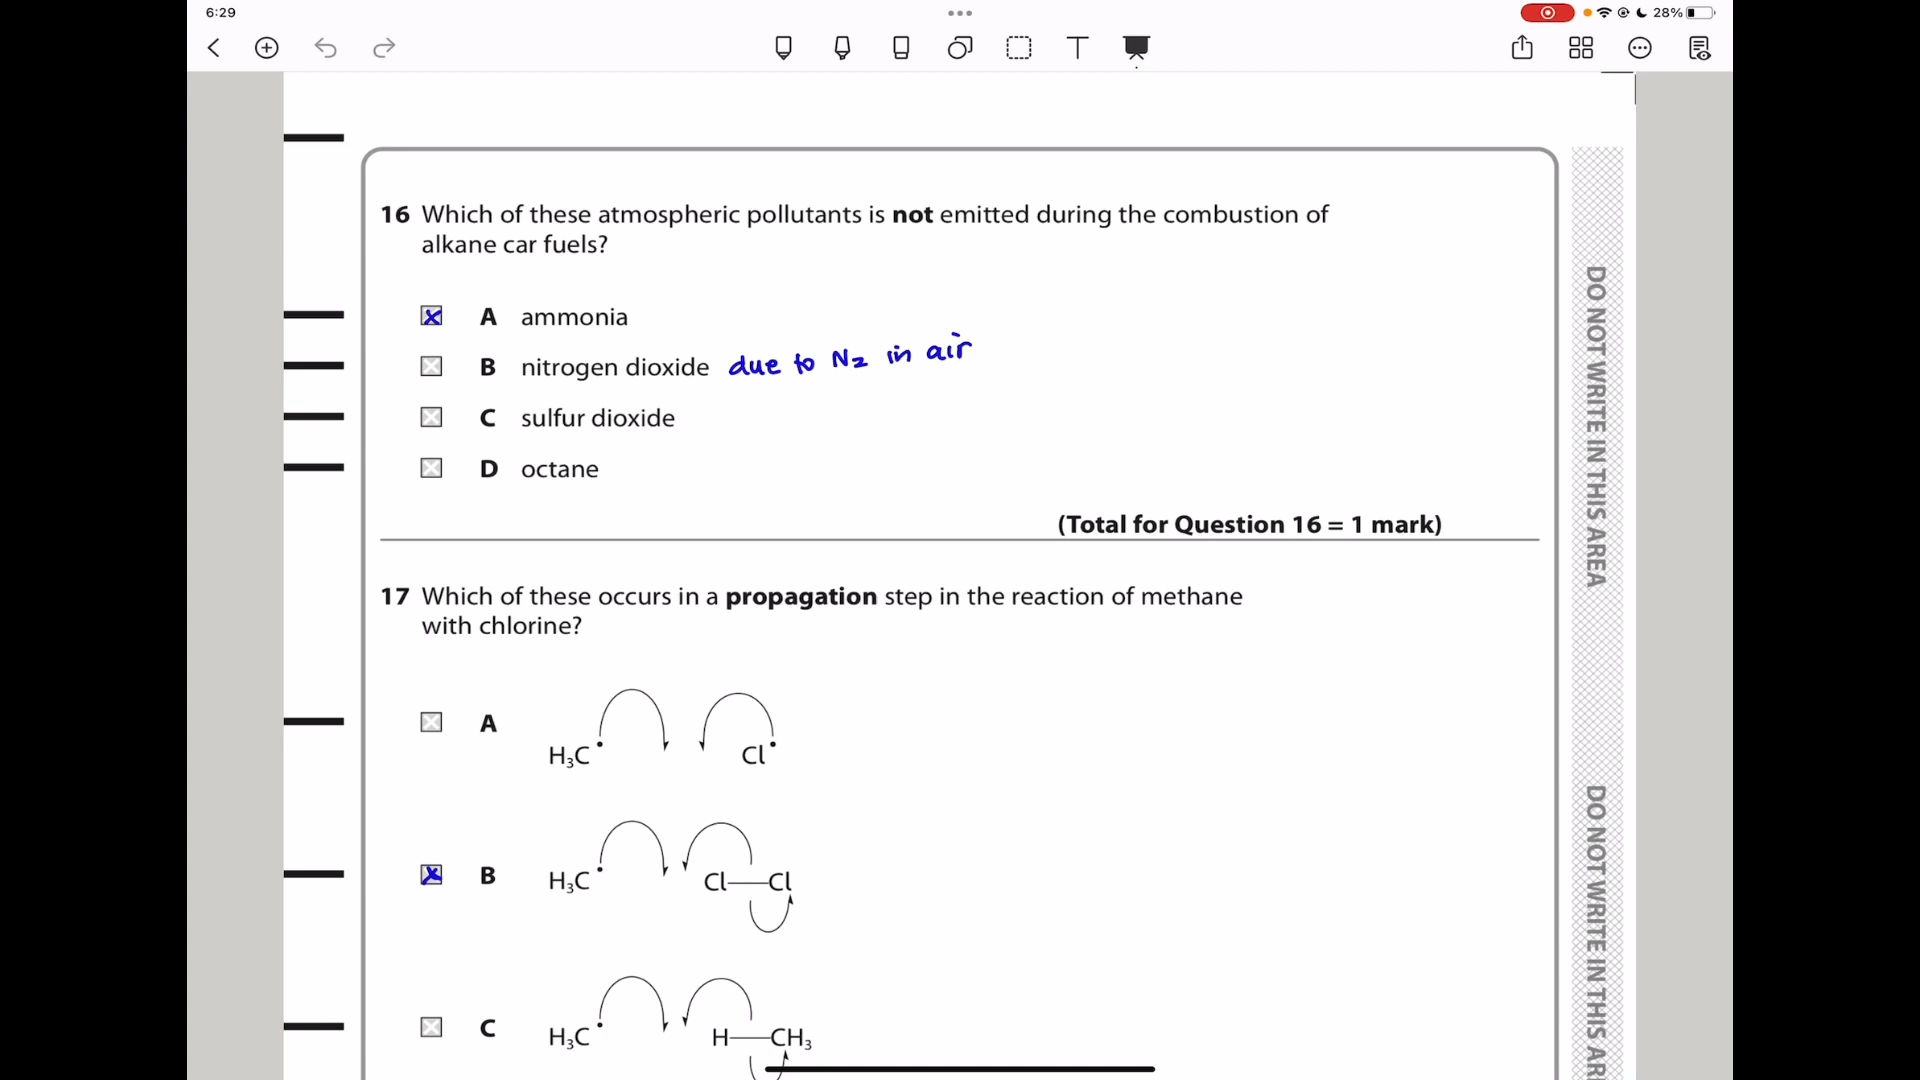 6:29
28%
16 Which of these atmospheric pollutants is not emitted during the combustion of
alkane car fuels?
A ammonia
B nitrogen dioxide due to N2 in air
C sulfur dioxide
D octane
(Total for Question 16 = 1 mark)
17 Which of these occurs in a propagation step in the reaction of methane
with chlorine?
A
H₃C• Cl•
B
H₃C• Cl—Cl
C
H₃C• H—CH₃
DO NOT WRITE IN THIS AREA
DO NOT WRITE IN THIS AR